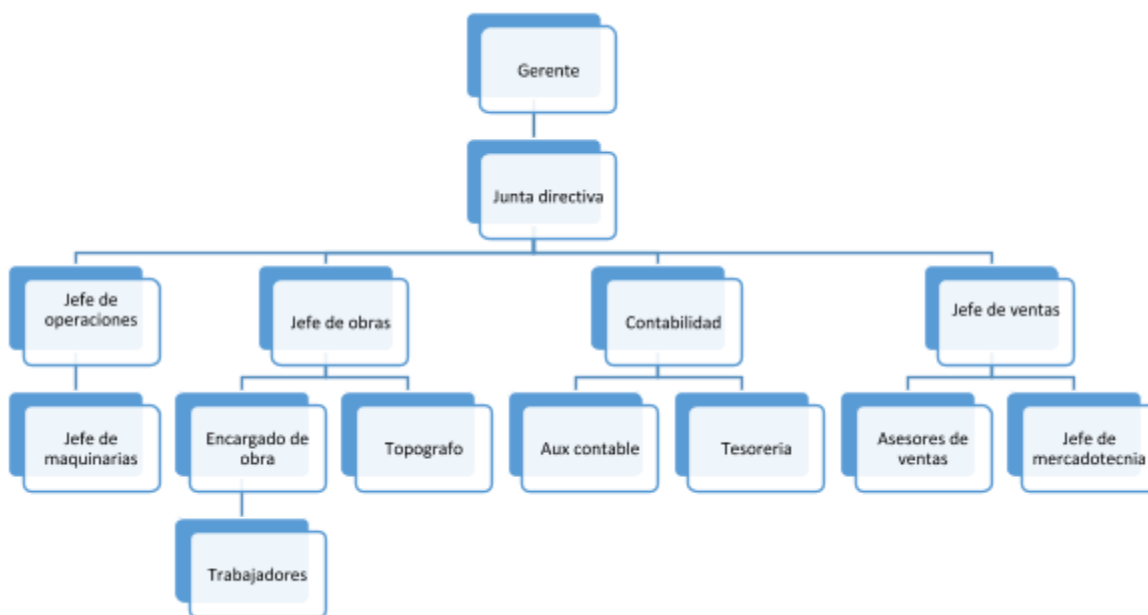 Gerente
Junta directiva
Jefe de
operaciones
Jefe de obras
Contabilidad
Jefe de ventas
Jefe de
maquinarias
Encargado de
obra
Topografo
Aux contable
Tesoreria
Asesores de
ventas
Jefe de
mercadotecnia
Trabajadores